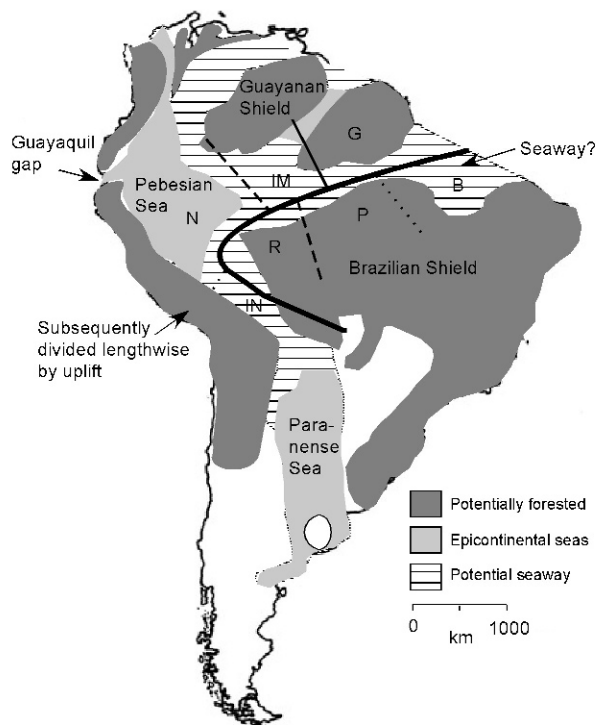 Guayanan
Shield
G
Guayaquil
gap
Seaway?
Pebesian
Sea
IM
B
N
P
R
Brazilian Shield
IN
Subsequently
divided lengthwise
by uplift
Para-
nense
Sea
Potentially forested
Epicontinental seas
Potential seaway
0 1000
km